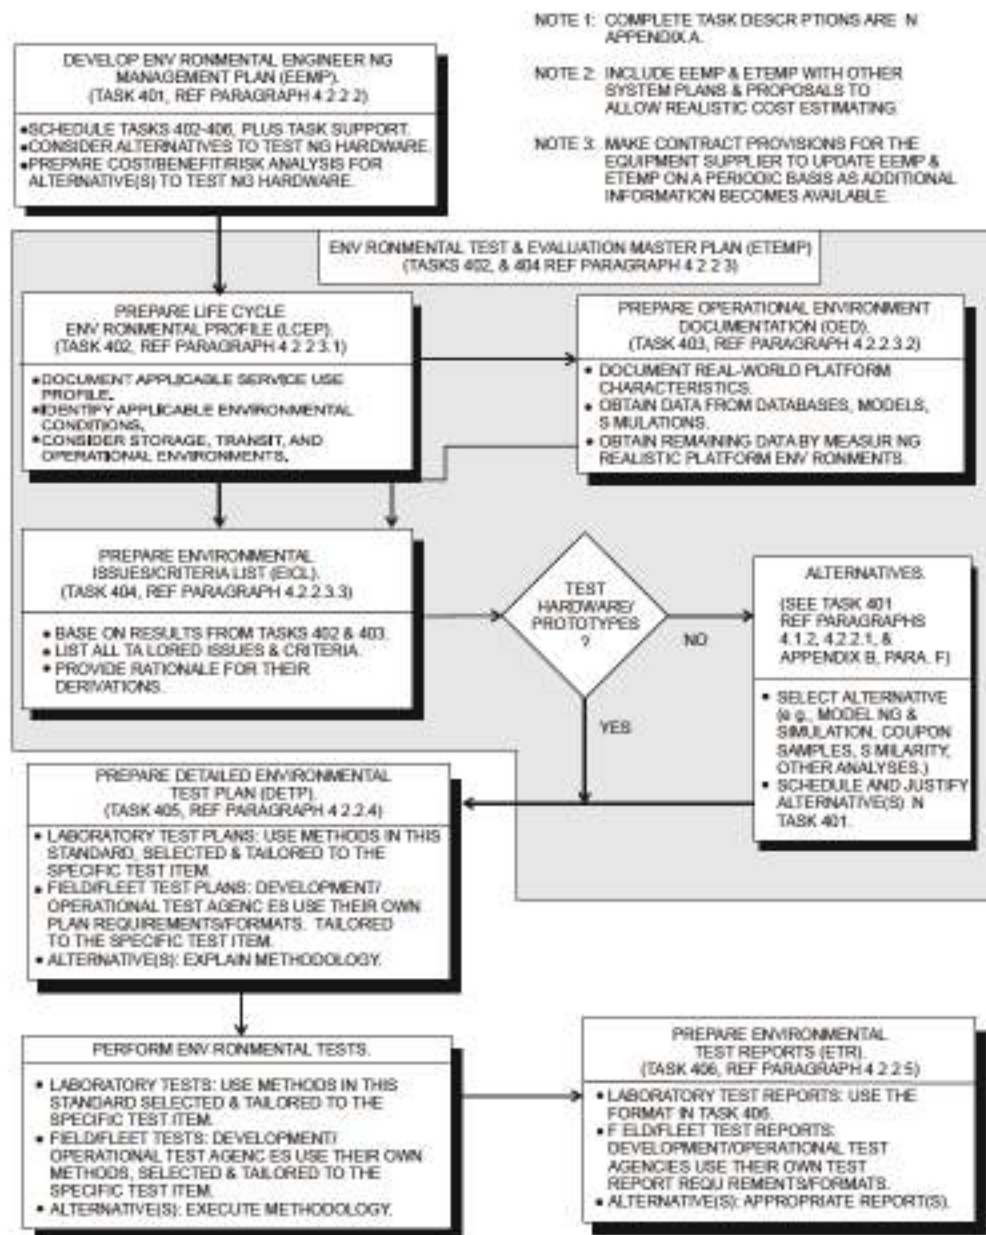 NOTE 1: COMPLETE TASK DESCR PTIONS ARE N
APPENDIX A.
NOTE 2: INCLUDE EEMP & ETEMP WITH OTHER
SYSTEM PLANS & PROPOSALS TO
ALLOW REALISTIC COST ESTIMATING.
NOTE 3: MAKE CONTRACT PROVISIONS FOR THE
EQUIPMENT SUPPLIER TO UPDATE EEMP &
ETEMP ON A PERIODIC BASIS AS ADDITIONAL
INFORMATION BECOMES AVAILABLE.
DEVELOP ENV RONMENTAL ENGINEER NG
MANAGEMENT PLAN (EEMP).
(TASK 401, REF PARAGRAPH 4.2.2.2)
•SCHEDULE TASKS 402-406, PLUS TASK SUPPORT.
•CONSIDER ALTERNATIVES TO TEST NG HARDWARE.
•PREPARE COST/BENEFIT/RISK ANALYSIS FOR
ALTERNATIVE(S) TO TEST NG HARDWARE.
ENV RONMENTAL TEST & EVALUATION MASTER PLAN (ETEMP)
(TASKS 402, & 404 REF PARAGRAPH 4 2 2 3)
PREPARE LIFE CYCLE
ENV RONMENTAL PROFILE (LCEP).
(TASK 402, REF PARAGRAPH 4.2.2.3.1)
•DOCUMENT APPLICABLE SERVICE USE
PROFILE.
•IDENTIFY APPLICABLE ENVIRONMENTAL
CONDITIONS.
•CONSIDER STORAGE, TRANSIT, AND
OPERATIONAL ENVIRONMENTS.
PREPARE OPERATIONAL ENVIRONMENT
DOCUMENTATION (OED).
(TASK 403, REF PARAGRAPH 4.2.2.3.2)
• DOCUMENT REAL-WORLD PLATFORM
CHARACTERISTICS.
• OBTAIN DATA FROM DATABASES, MODELS,
S MULATIONS.
• OBTAIN REMAINING DATA BY MEASUR NG
REALISTIC PLATFORM ENV RONMENTS.
PREPARE ENVIRONMENTAL
ISSUES/CRITERIA LIST (EICL).
(TASK 404, REF PARAGRAPH 4.2.2.3.3)
• BASE ON RESULTS FROM TASKS 402 & 403.
• LIST ALL TA LORED ISSUES & CRITERIA
• PROVIDE RATIONALE FOR THEIR
DERIVATIONS.
TEST
HARDWARE/
PROTOTYPES
?
NO
YES
ALTERNATIVES.
(SEE TASK 401
REF PARAGRAPHS
4.1.2, 4.2.2.1, &
APPENDIX B, PARA. F)
• SELECT ALTERNATIVE
(e g., MODEL NG &
SIMULATION, COUPON
SAMPLES, S MILARITY,
OTHER ANALYSES.)
• SCHEDULE AND JUSTIFY
ALTERNATIVE(S) N
TASK 401.
PREPARE DETAILED ENVIRONMENTAL
TEST PLAN (DETP).
(TASK 405, REF PARAGRAPH 4 2.2.4)
• LABORATORY TEST PLANS: USE METHODS IN THIS
STANDARD, SELECTED & TAILORED TO THE
SPECIFIC TEST ITEM.
• FIELD/FLEET TEST PLANS: DEVELOPMENT/
OPERATIONAL TEST AGENC ES USE THEIR OWN
PLAN REQUIREMENTS/FORMATS. TAILORED
TO THE SPECIFIC TEST ITEM.
• ALTERNATIVE(S): EXPLAIN METHODOLOGY.
PERFORM ENV RONMENTAL TESTS.
• LABORATORY TESTS: USE METHODS IN THIS
STANDARD SELECTED & TAILORED TO THE
SPECIFIC TEST ITEM.
• FIELD/FLEET TESTS: DEVELOPMENT/
OPERATIONAL TEST AGENC ES USE THEIR OWN
METHODS, SELECTED & TAILORED TO THE
SPECIFIC TEST ITEM.
• ALTERNATIVE(S): EXECUTE METHODOLOGY.
PREPARE ENVIRONMENTAL
TEST REPORTS (ETR).
(TASK 406, REF PARAGRAPH 4 2 2 5)
• LABORATORY TEST REPORTS: USE THE
FORMAT IN TASK 406.
• F ELD/FLEET TEST REPORTS:
DEVELOPMENT/OPERATIONAL TEST
AGENCIES USE THEIR OWN TEST
REPORT REQU REMENTS/FORMATS.
• ALTERNATIVE(S): APPROPRIATE REPORT(S).